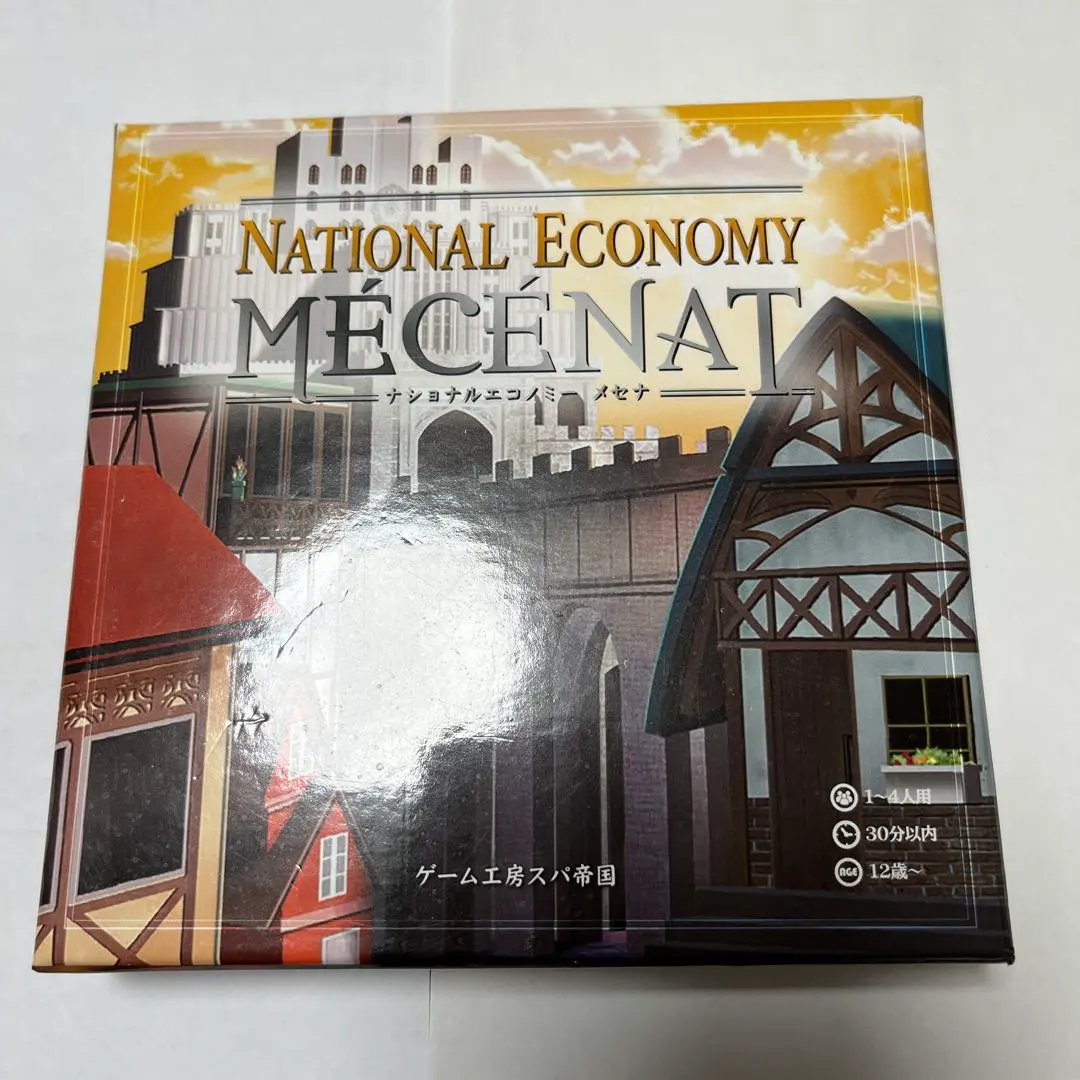 NATIONAL ECONOMY
MÉCÉNAT
ナショナルエコノミー メセナ
1~4人用
30分以内
AGE 12歳~
ゲーム工房スパ帝国